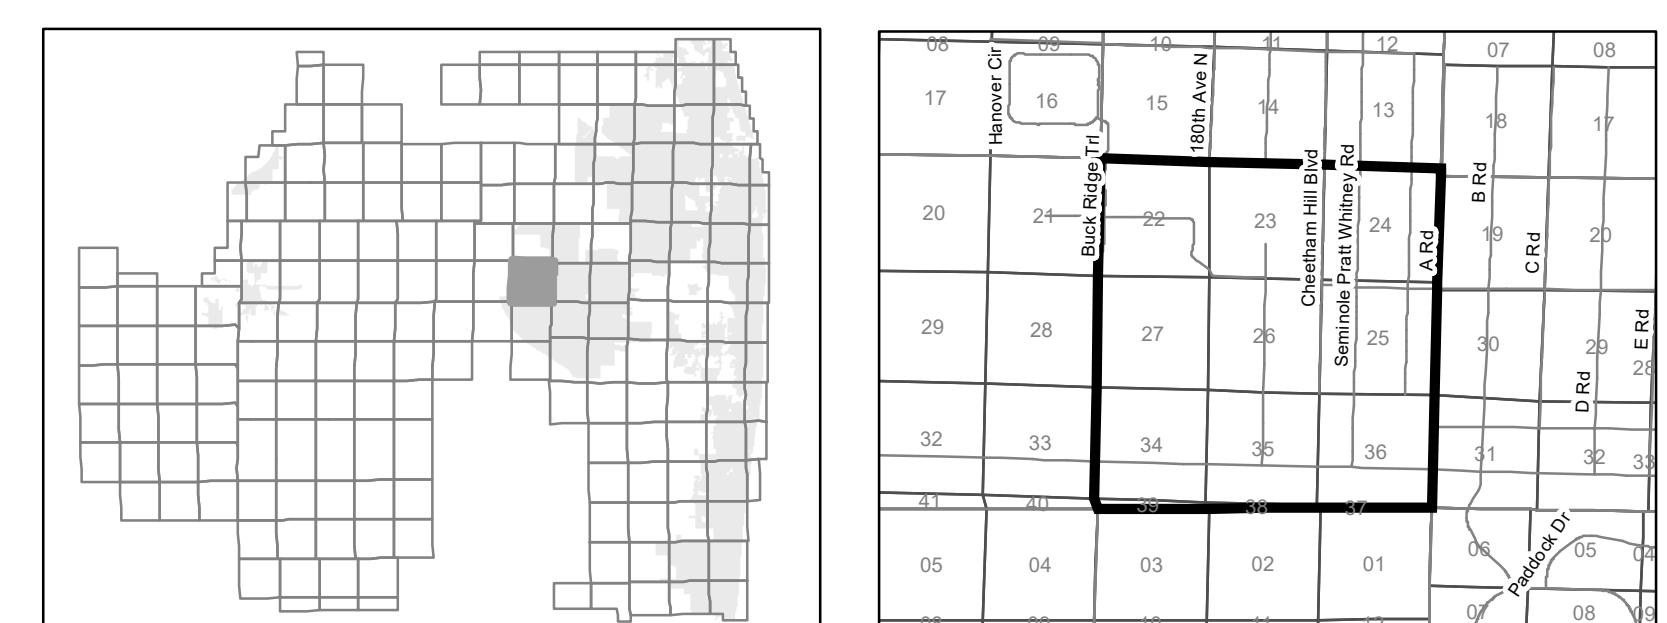 08 09 10 11 12 07 08
17 16 15 14 13 18 17
Hanover Cir
180th Ave N
Buck Ridge Trl
Cheetham Hill Blvd
Seminole Pratt Whitney Rd
A Rd
B Rd
C Rd
D Rd
E Rd
20 21 22 23 24 19 20
29 28 27 26 25 30 29 28
32 33 34 35 36 31 32 33
41 40 39 38 37
05 04 03 02 01 06 05 04
Paddock Dr
07 08 09